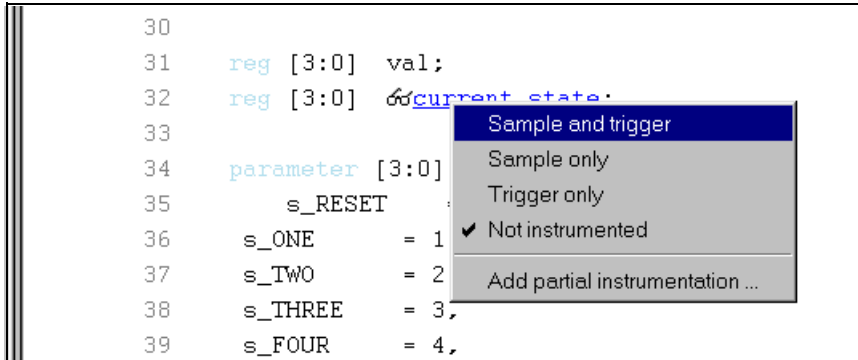 30
31 reg [3:0] val;
32 reg [3:0] current_state;
33
34 parameter [3:0]
35 s_RESET =
36 s_ONE = 1
37 s_TWO = 2
38 s_THREE = 3,
39 s_FOUR = 4,
Sample and trigger
Sample only
Trigger only
Not instrumented
Add partial instrumentation ...